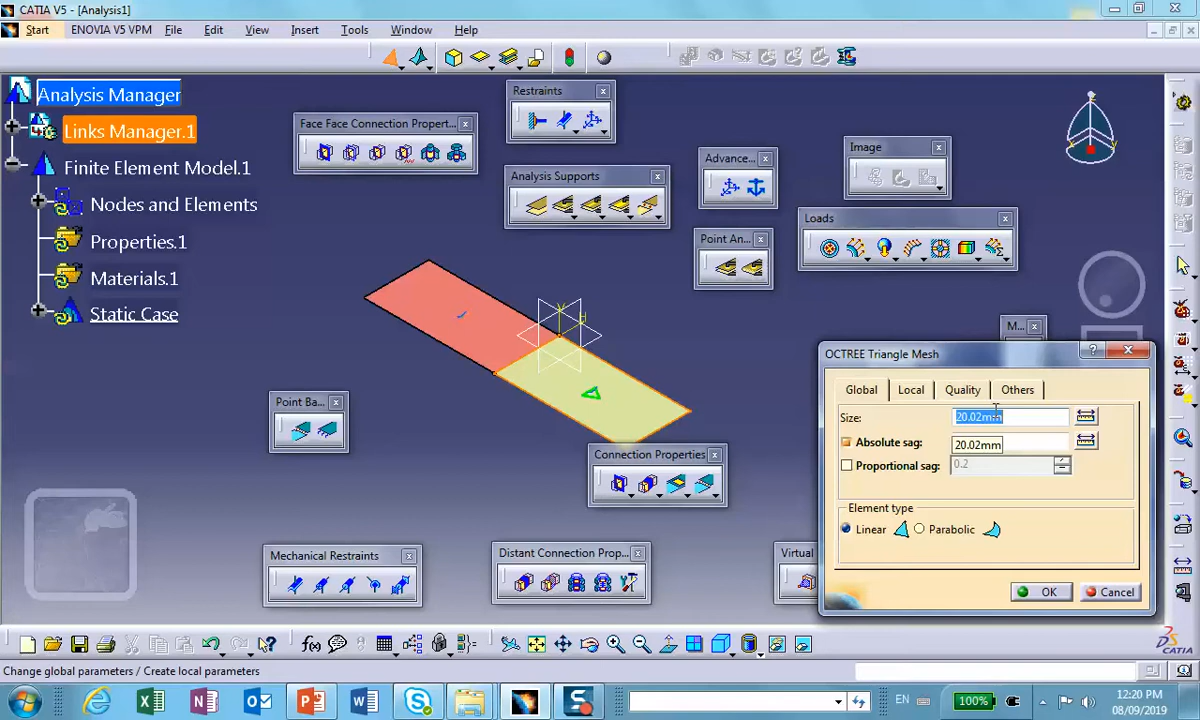 CATIA V5 - [Analysis1]
Start ENOVIA V5 VPM File Edit View Insert Tools Window Help
Analysis Manager
Links Manager.1
Finite Element Model.1
Nodes and Elements
Properties.1
Materials.1
Static Case
Face Face Connection Propert...
Restraints
Analysis Supports
Advance...
Image
Loads
Point An...
M...
H
Point Ba...
Connection Properties
Mechanical Restraints
Distant Connection Prop...
Virtual
OCTREE Triangle Mesh
Global Local Quality Others
Size: 20.02mm
Absolute sag:
20.02mm
Proportional sag: 0.2
Element type
Linear Parabolic
OK Cancel
f(x)
CATIA
Change global parameters / Create local parameters
EN 100% 12:20 PM
08/09/2019